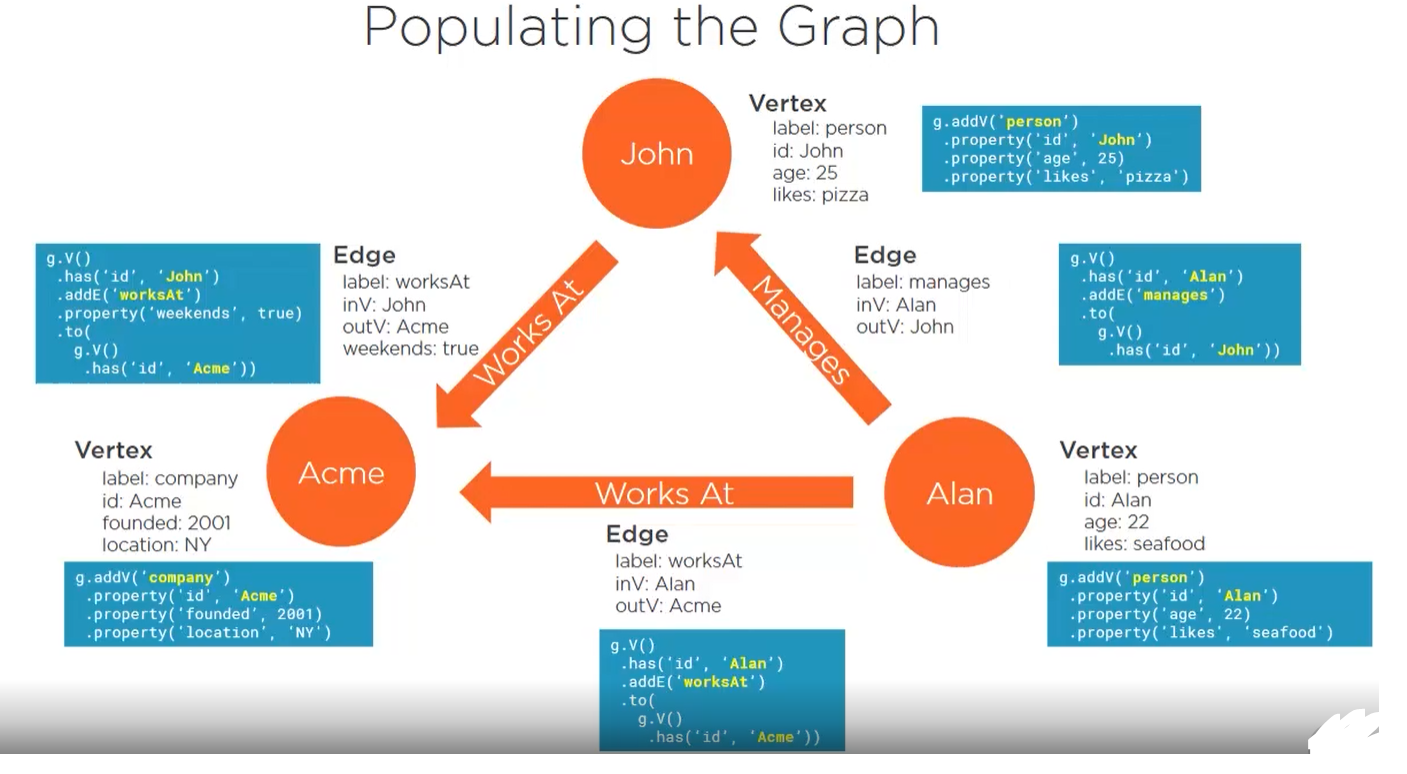 Populating the Graph
John
Vertex
label: person
id: John
age: 25
likes: pizza
g.addV('person')
.property('id', 'John')
.property('age', 25)
.property('likes', 'pizza')
g.V()
.has('id', 'John')
.addE('worksAt')
.property('weekends', true)
.to(
g.V()
.has('id', 'Acme'))
Edge
label: worksAt
inV: John
outV: Acme
weekends: true
Works At
Manages
Edge
label: manages
inV: Alan
outV: John
g.V()
.has('id', 'Alan')
.addE('manages')
.to(
g.V()
.has('id', 'John'))
Vertex
label: company
id: Acme
founded: 2001
location: NY
g.addV('company')
.property('id', 'Acme')
.property('founded', 2001)
.property('location', 'NY')
Acme
Works At
Edge
label: worksAt
inV: Alan
outV: Acme
g.V()
.has('id', 'Alan')
.addE('worksAt')
.to(
g.V()
.has('id', 'Acme'))
Alan
Vertex
label: person
id: Alan
age: 22
likes: seafood
g.addV('person')
.property('id', 'Alan')
.property('age', 22)
.property('likes', 'seafood')